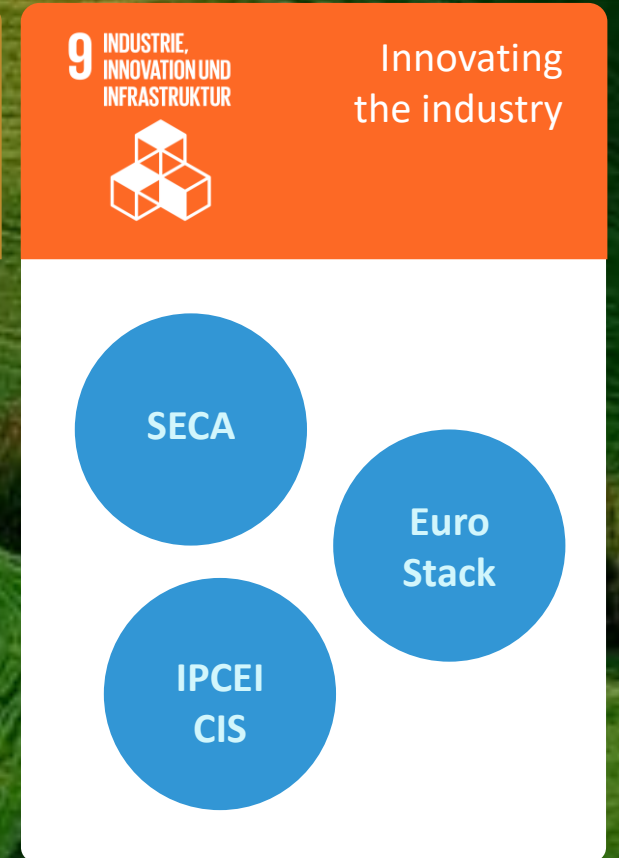 9
INDUSTRIE,
INNOVATION UND
INFRASTRUKTUR
Innovating
the industry
SECA
Euro
Stack
IPCEI
CIS